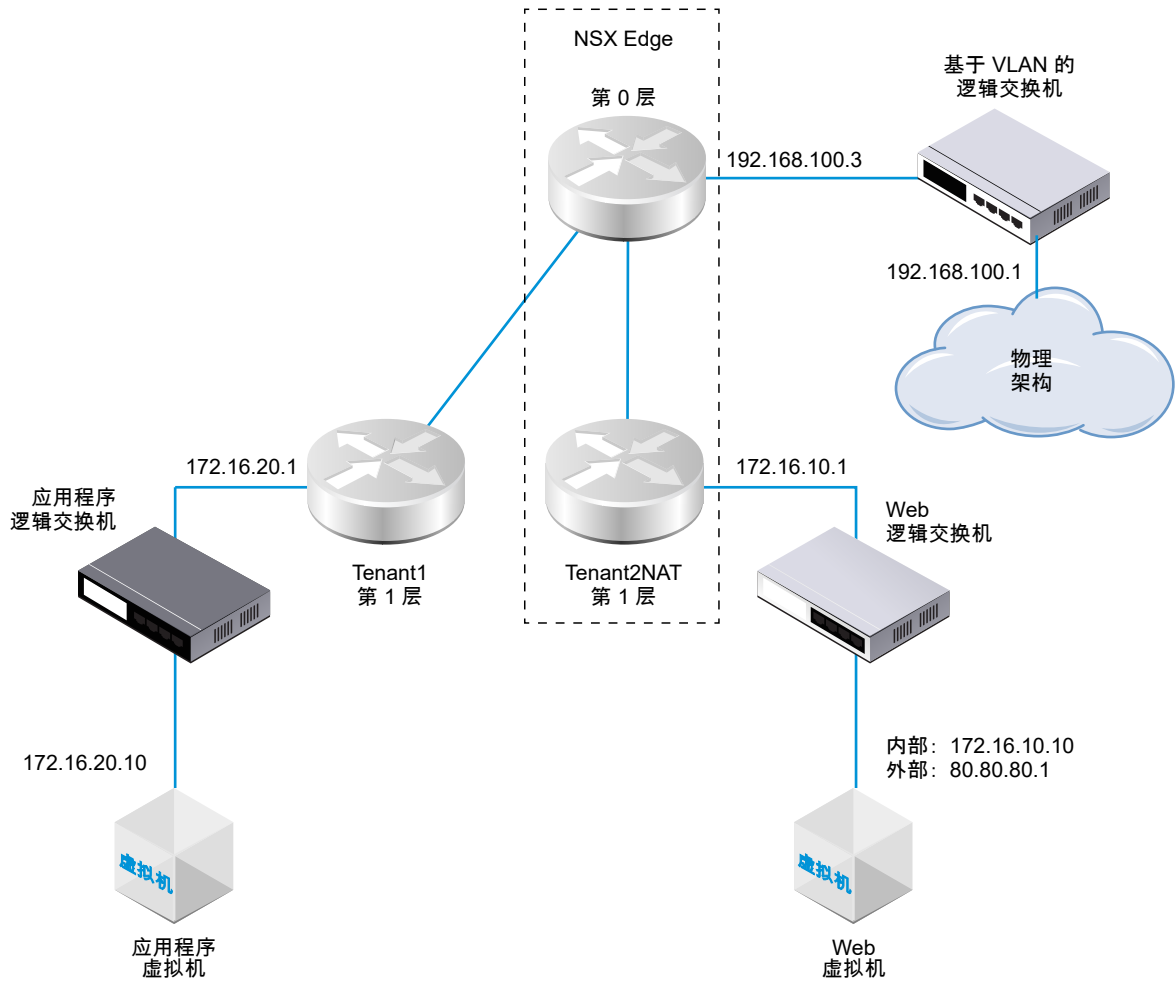 NSX Edge
第 0 层
基于 VLAN 的
逻辑交换机
192.168.100.3
192.168.100.1
物理
架构
172.16.20.1
172.16.10.1
应用程序
逻辑交换机
Web
逻辑交换机
Tenant1
第 1 层
Tenant2NAT
第 1 层
172.16.20.10
内部：172.16.10.10
外部：80.80.80.1
虚拟机
虚拟机
应用程序
虚拟机
Web
虚拟机